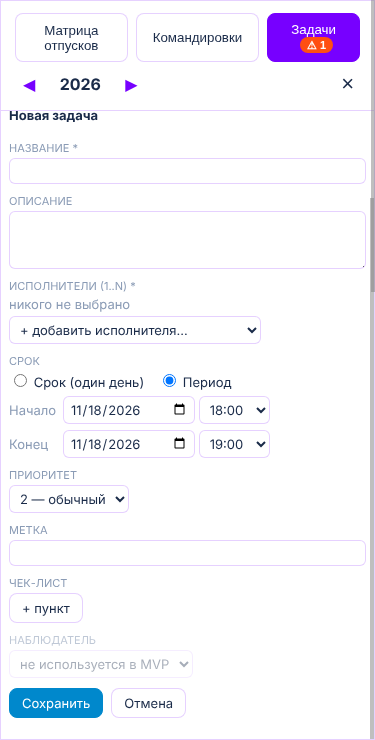 Матрица
отпусков
Командировки
Задачи
⚠ 1
◀ 2026 ▶ ×
Новая задача
НАЗВАНИЕ *
ОПИСАНИЕ
ИСПОЛНИТЕЛИ (1..N) *
никого не выбрано
+ добавить исполнителя...
СРОК
Срок (один день) Период
Начало 11/18/2026 18:00
Конец 11/18/2026 19:00
ПРИОРИТЕТ
2 — обычный
МЕТКА
ЧЕК-ЛИСТ
+ пункт
НАБЛЮДАТЕЛЬ
не используется в MVP
Сохранить Отмена